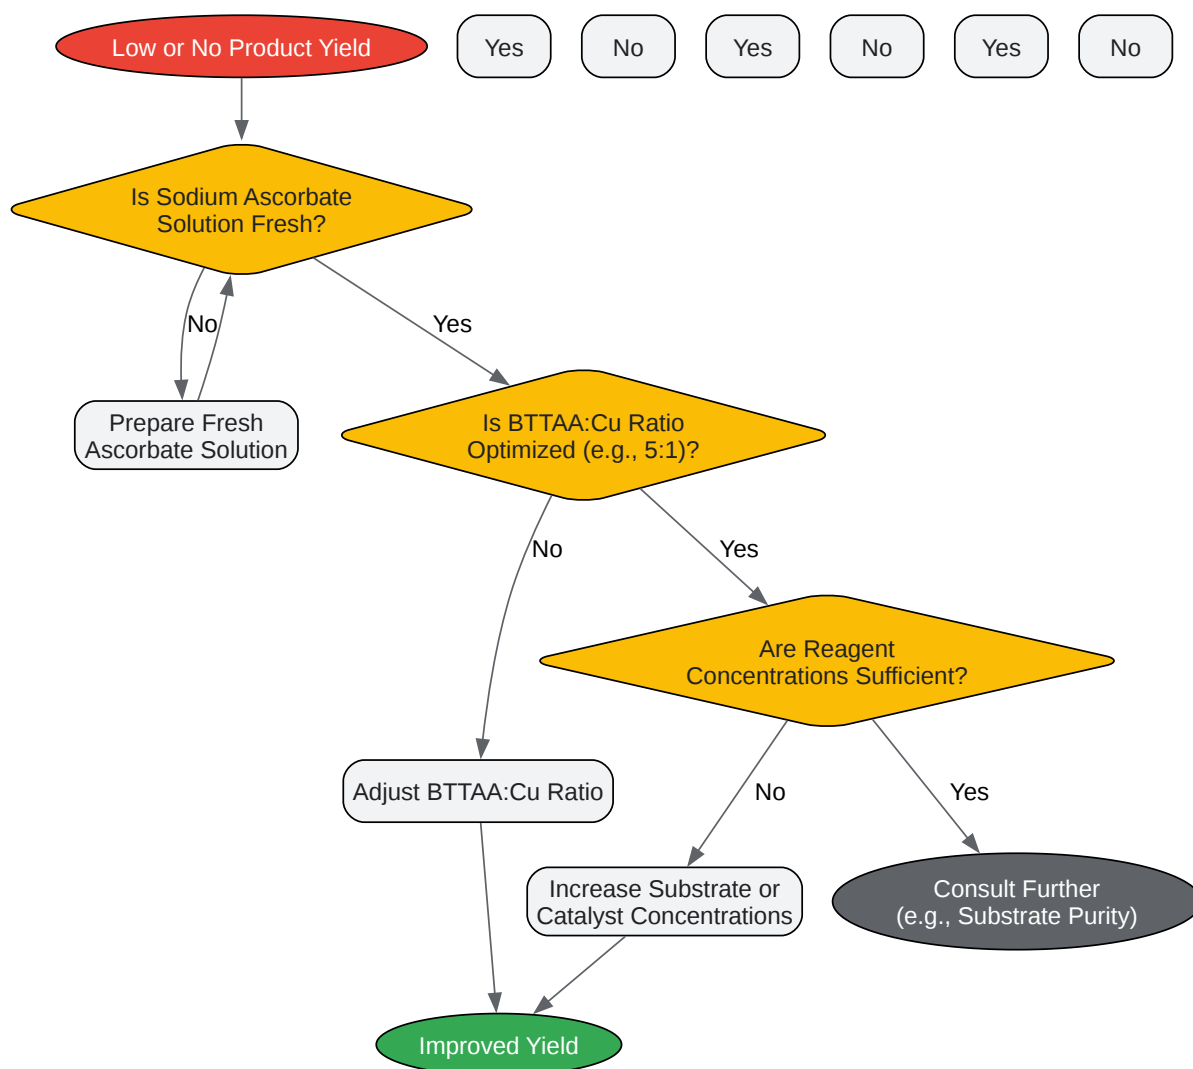 Low or No Product Yield
Yes
No
Yes
No
Yes
No
Is Sodium Ascorbate
Solution Fresh?
No
Yes
Prepare Fresh
Ascorbate Solution
Is BTTAA:Cu Ratio
Optimized (e.g., 5:1)?
No
Yes
Are Reagent
Concentrations Sufficient?
Adjust BTTAA:Cu Ratio
No
Yes
Increase Substrate or
Catalyst Concentrations
Consult Further
(e.g., Substrate Purity)
Improved Yield